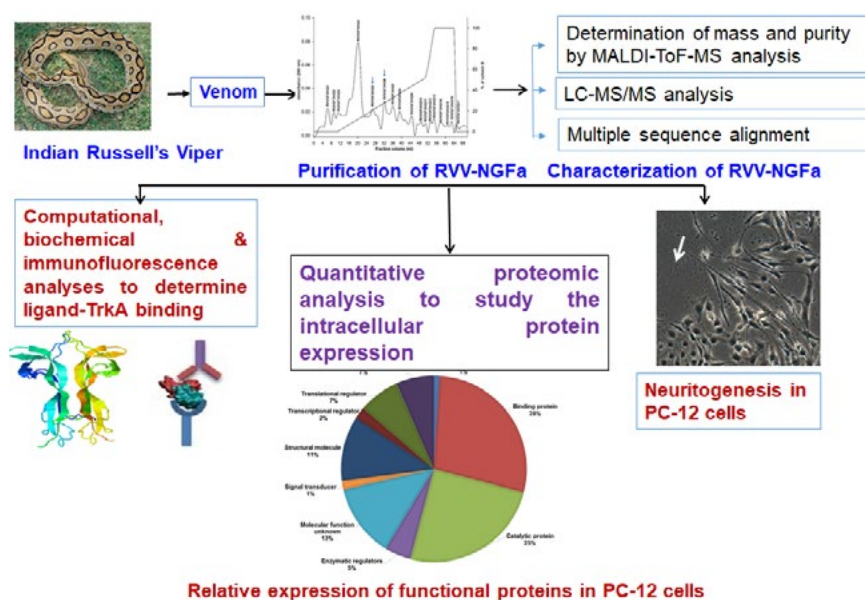 Indian Russell's Viper
Venom
Fraction volume (ml)
Purification of RVV-NGFa
Determination of mass and purity
by MALDI-ToF-MS analysis
LC-MS/MS analysis
Multiple sequence alignment
Characterization of RVV-NGFa
Computational,
biochemical &
immunofluorescence
analyses to determine
ligand-TrkA binding
Quantitative proteomic
analysis to study the
intracellular protein
expression
Neuritogenesis in
PC-12 cells
Translational regulator
7%
Transcriptional regulator
2%
Structural molecule
11%
Signal transducer
1%
Molecular function
unknown
13%
Enzymatic regulators
5%
Binding protein
Catalytic protein
25%
Relative expression of functional proteins in PC-12 cells